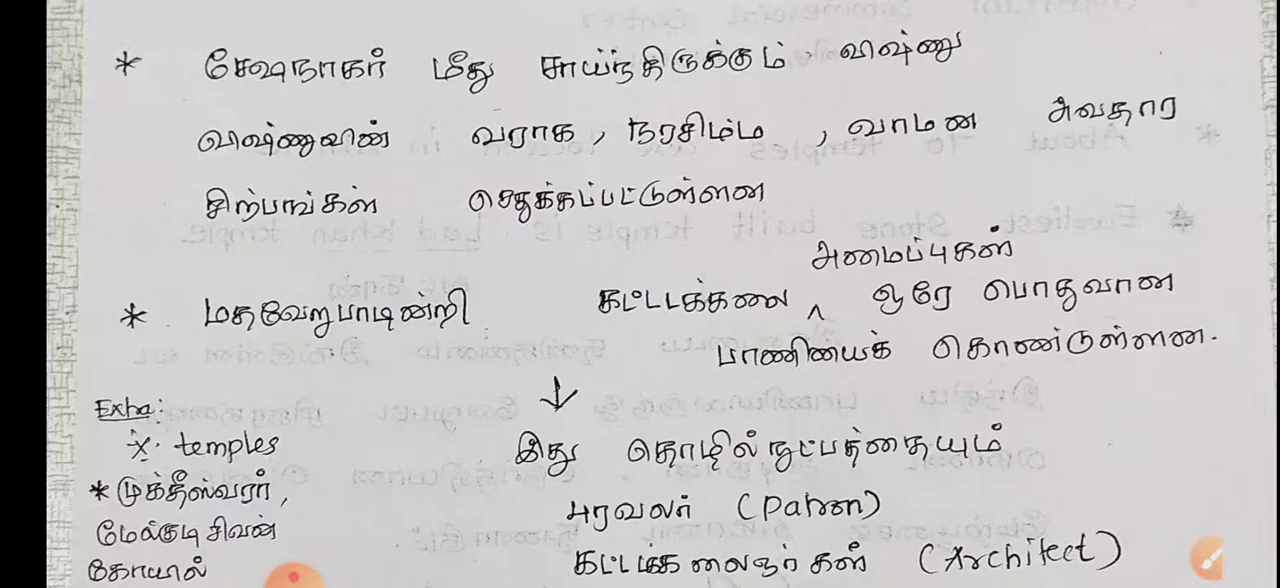 * சேஷநாகர் மீது சாய்ந்திருக்கும் விஷ்ணு
விஷ்ணுவின் வராக, நரசிம்ம, வாமன அவதார
சிற்பங்கள் செதுக்கப்பட்டுள்ளன
அமைப்புகள்
* மதவேறுபாடின்றி கட்டடக்கலை ^ ஒரே பொதுவான
பாணியைக் கொண்டுள்ளன.
↓
Extra:
* temples
இது தொழில்நுட்பத்தையும்
* முக்தீஸ்வரர்,
புரவலர் (Patron)
மேல்குடி சிவன்
கோயில்
கட்டக்கலைஞர்கள் (Architect)